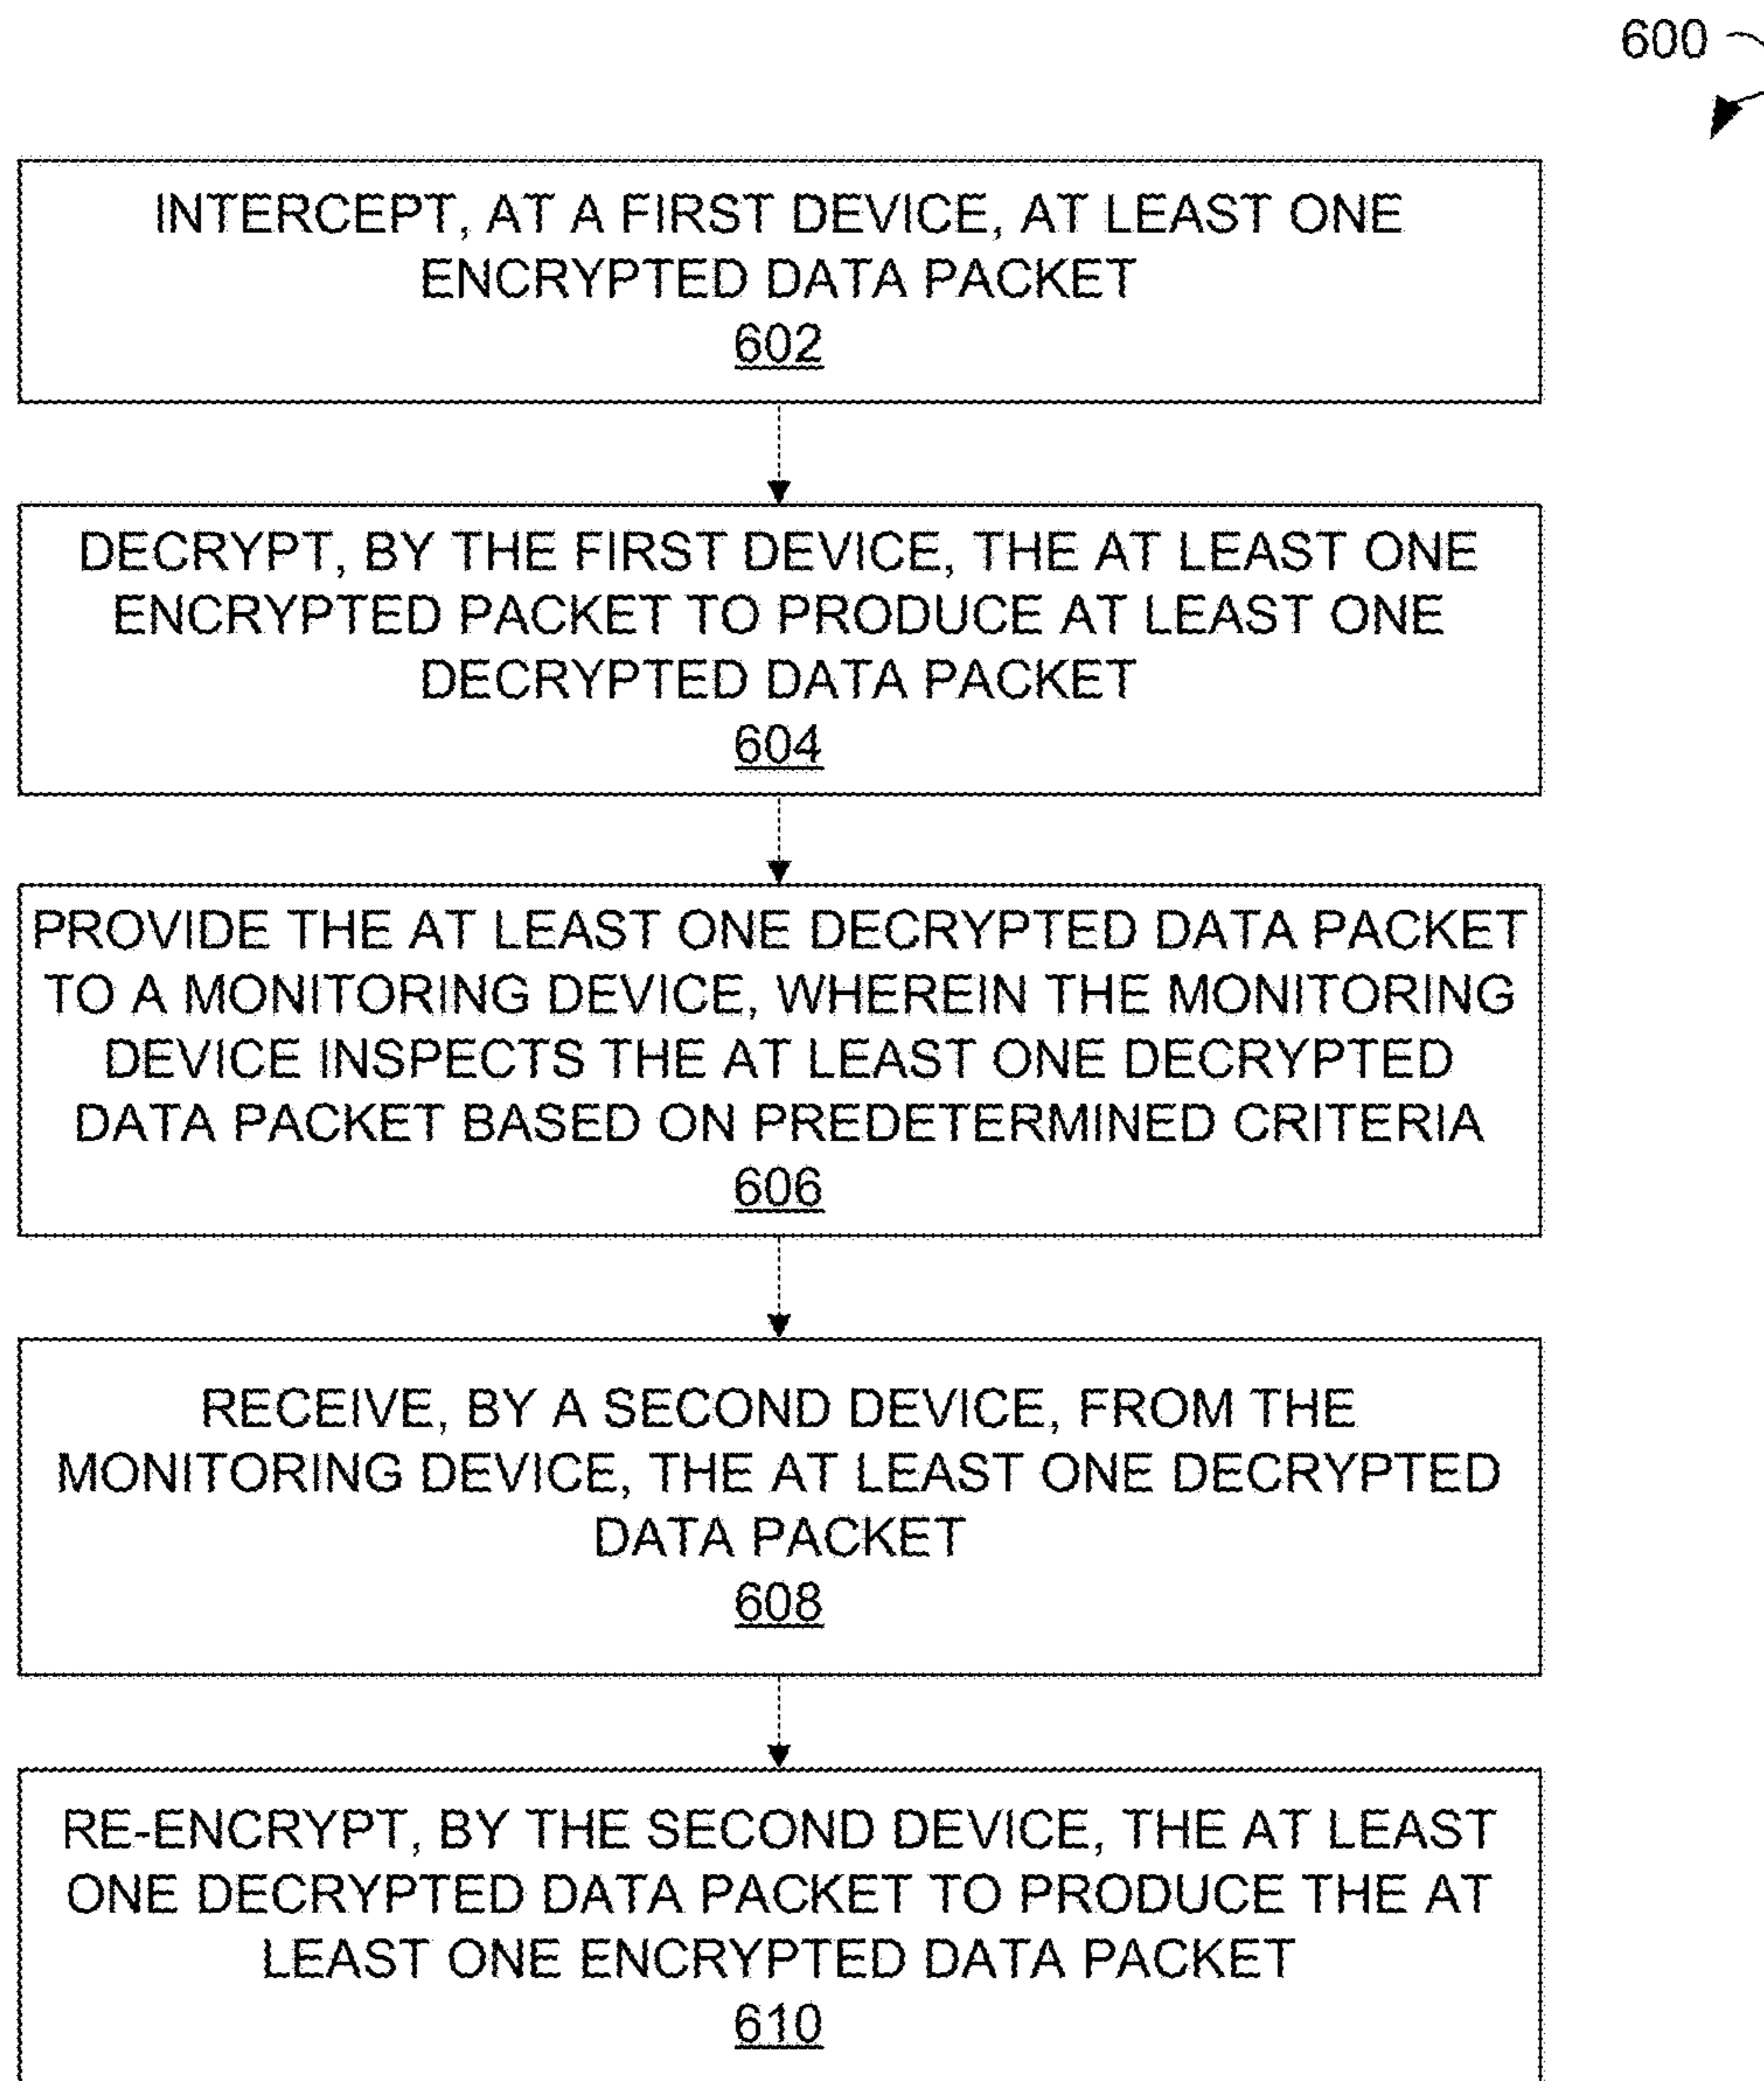 600
INTERCEPT, AT A FIRST DEVICE, AT LEAST ONE
ENCRYPTED DATA PACKET
602
DECRYPT, BY THE FIRST DEVICE, THE AT LEAST ONE
ENCRYPTED PACKET TO PRODUCE AT LEAST ONE
DECRYPTED DATA PACKET
604
PROVIDE THE AT LEAST ONE DECRYPTED DATA PACKET
TO A MONITORING DEVICE, WHEREIN THE MONITORING
DEVICE INSPECTS THE AT LEAST ONE DECRYPTED
DATA PACKET BASED ON PREDETERMINED CRITERIA
606
RECEIVE, BY A SECOND DEVICE, FROM THE
MONITORING DEVICE, THE AT LEAST ONE DECRYPTED
DATA PACKET
608
RE-ENCRYPT, BY THE SECOND DEVICE, THE AT LEAST
ONE DECRYPTED DATA PACKET TO PRODUCE THE AT
LEAST ONE ENCRYPTED DATA PACKET
610